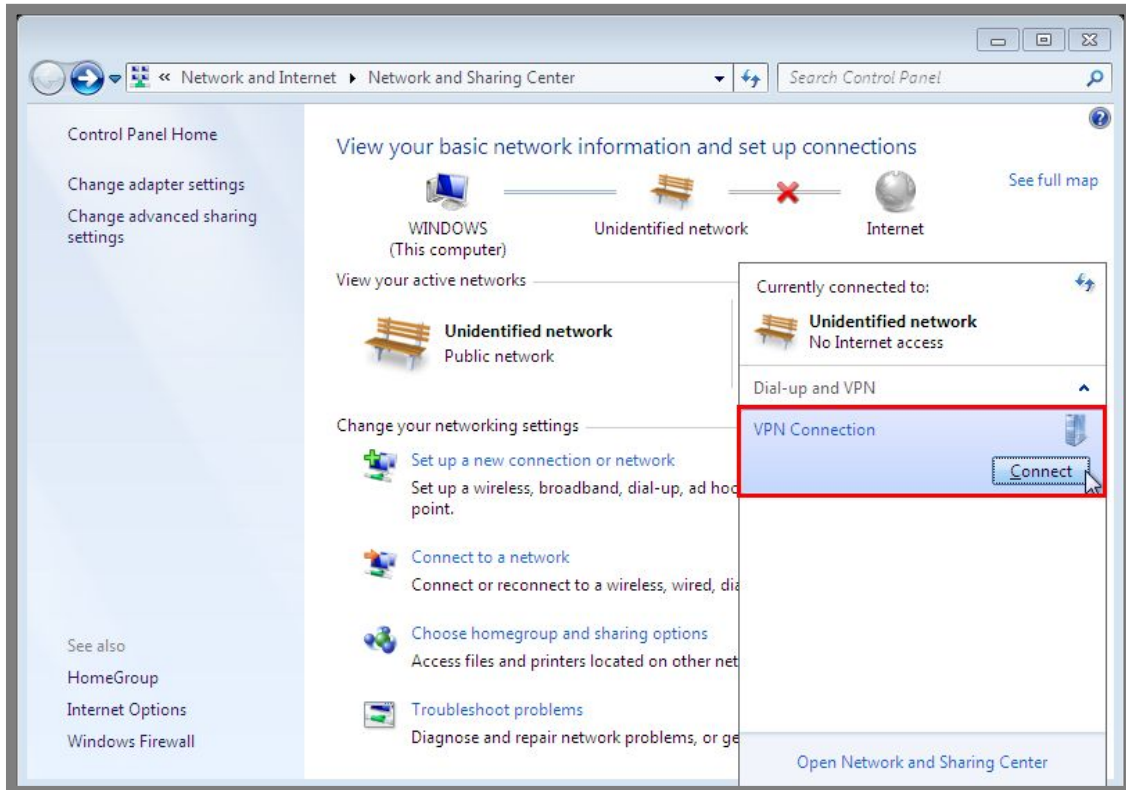 « Network and Internet ▸ Network and Sharing Center
Search Control Panel
Control Panel Home
Change adapter settings
Change advanced sharing
settings
See also
HomeGroup
Internet Options
Windows Firewall
View your basic network information and set up connections
See full map
WINDOWS
(This computer)
Unidentified network
Internet
View your active networks
Unidentified network
Public network
Change your networking settings
Set up a new connection or network
Set up a wireless, broadband, dial-up, ad hoc
point.
Connect to a network
Connect or reconnect to a wireless, wired, dia
Choose homegroup and sharing options
Access files and printers located on other net
Troubleshoot problems
Diagnose and repair network problems, or ge
Currently connected to:
Unidentified network
No Internet access
Dial-up and VPN
VPN Connection
Connect
Open Network and Sharing Center